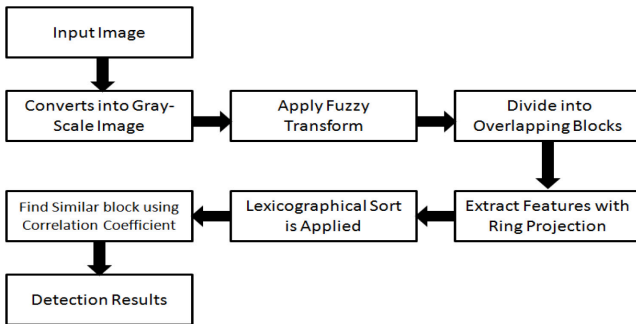 Input Image
Converts into Gray-
Scale Image
Apply Fuzzy
Transform
Divide into
Overlapping Blocks
Extract Features with
Ring Projection
Lexicographical Sort
is Applied
Find Similar block using
Correlation Coefficient
Detection Results